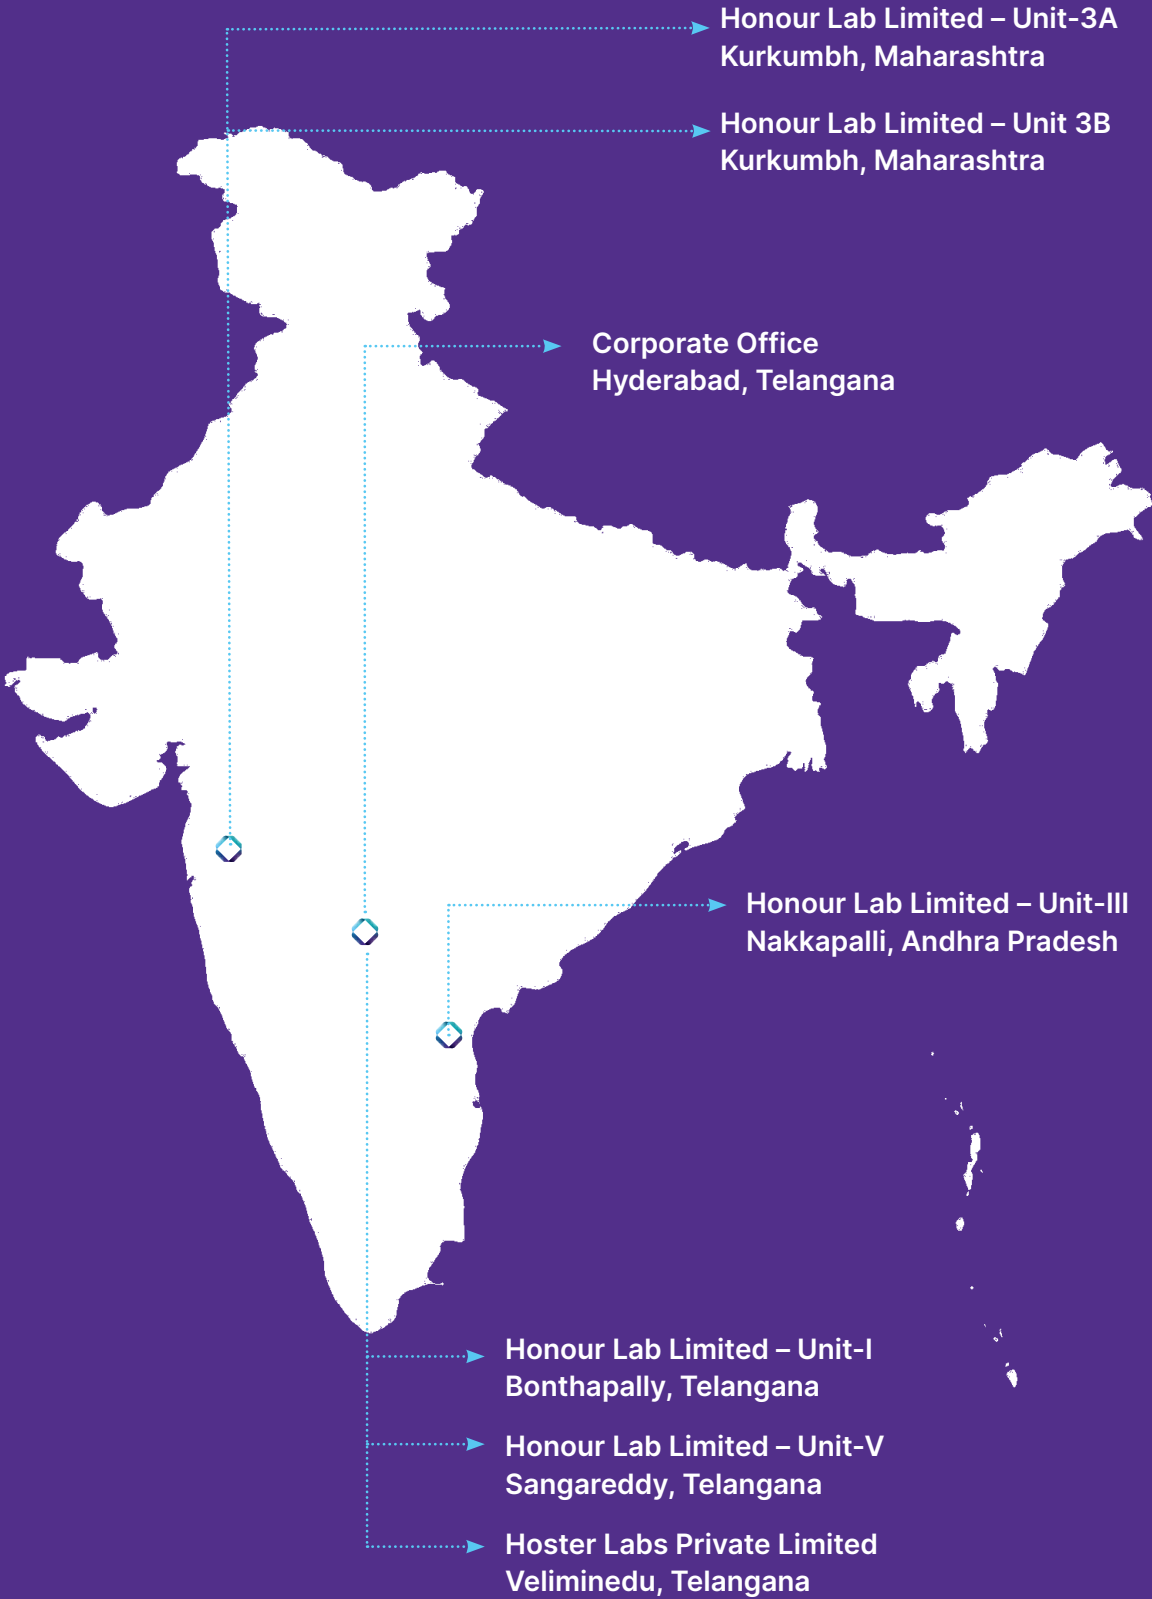 Honour Lab Limited – Unit-3A
Kurkumbh, Maharashtra
Honour Lab Limited – Unit 3B
Kurkumbh, Maharashtra
Corporate Office
Hyderabad, Telangana
Honour Lab Limited – Unit-III
Nakkapalli, Andhra Pradesh
Honour Lab Limited – Unit-I
Bonthapally, Telangana
Honour Lab Limited – Unit-V
Sangareddy, Telangana
Hoster Labs Private Limited
Veliminedu, Telangana